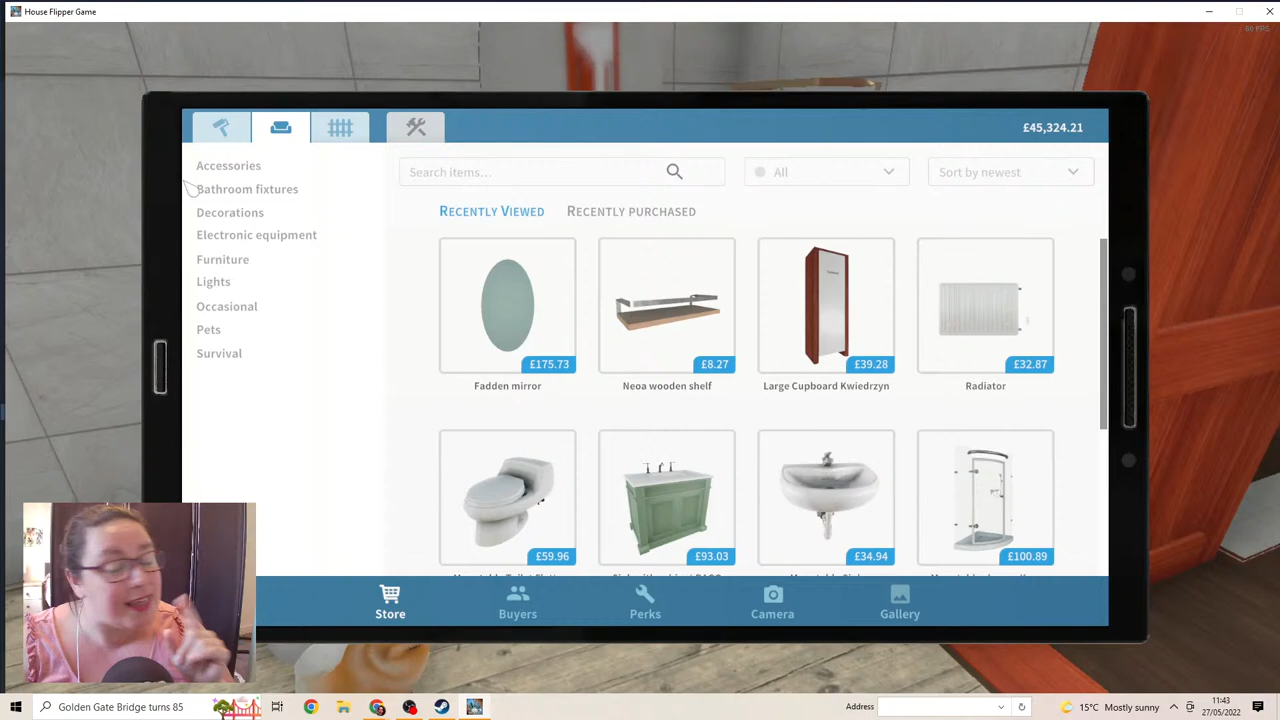 House Flipper Game
60 FPS
£45,324.21
Accessories
Bathroom fixtures
Decorations
Electronic equipment
Furniture
Lights
Occasional
Pets
Survival
Search items...
All
Sort by newest
RECENTLY VIEWED
RECENTLY PURCHASED
£175.73
£8.27
£39.28
£32.87
Fadden mirror
Neoa wooden shelf
Large Cupboard Kwiedrzyn
Radiator
£59.96
£93.03
£34.94
£100.89
Store
Buyers
Perks
Camera
Gallery
Golden Gate Bridge turns 85
Address
15°C Mostly sunny
11:43
27/05/2022